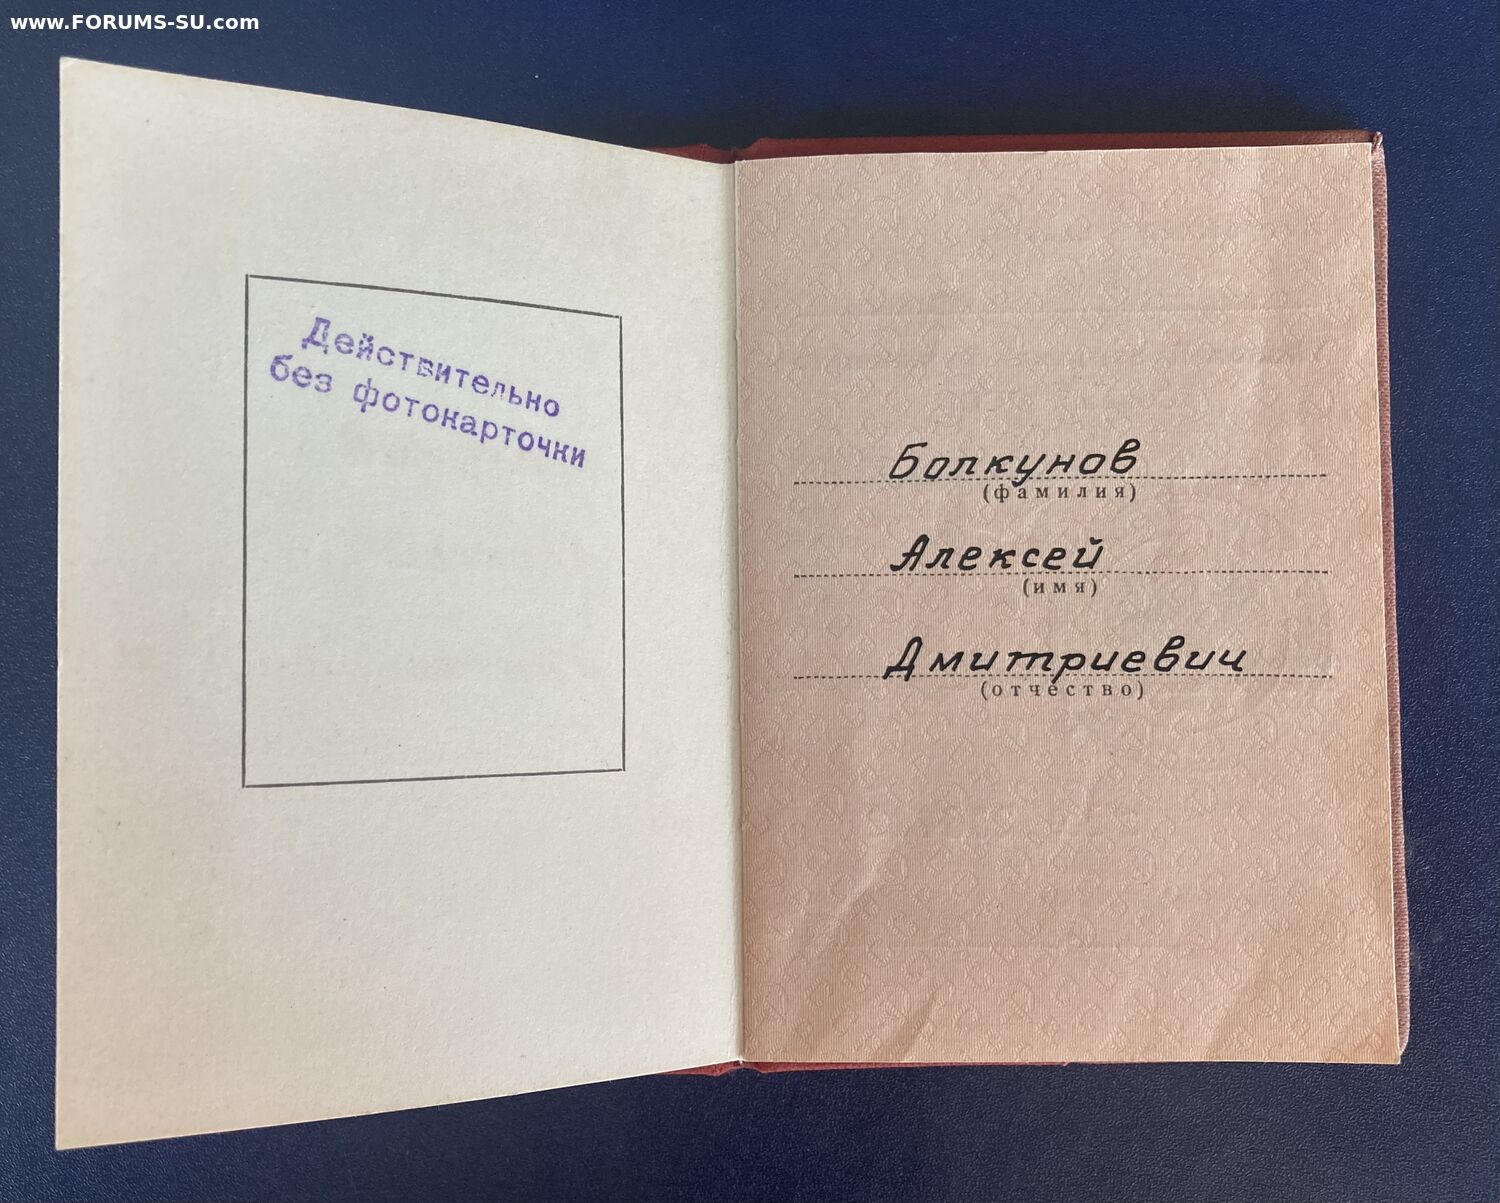 www.FORUMS-SU.com
Действительно
без фотокарточки
Болкунов
(фамилия)
Алексей
(имя)
Дмитриевич
(отчество)